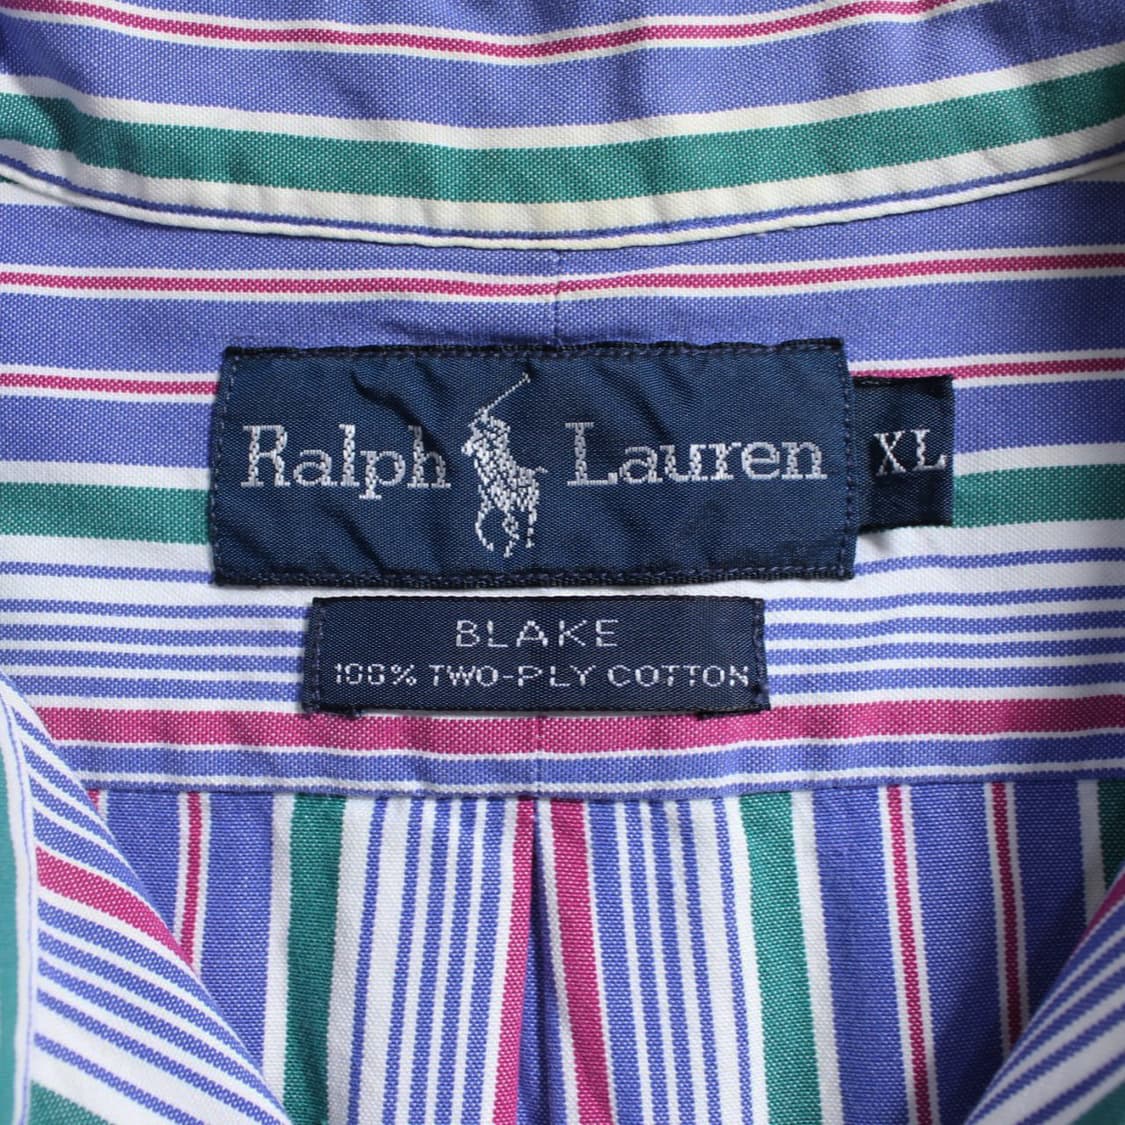 Ralph Lauren
XL
BLAKE
100% TWO-PLY COTTON